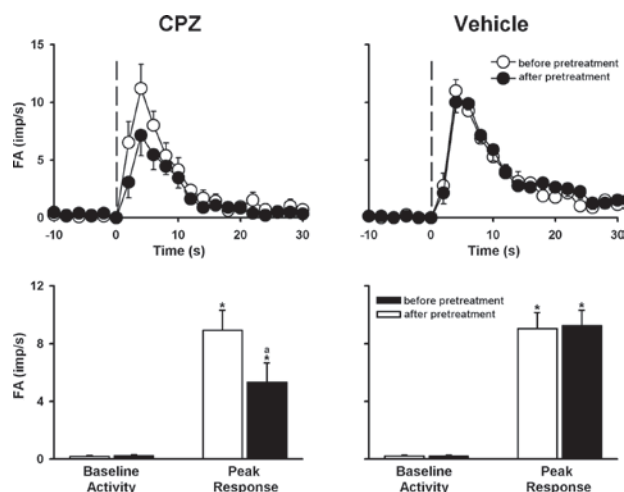 CPZ
Vehicle
FA (imp/s)
15
10
5
0
-10 0 10 20 30
Time (s)
before pretreatment
after pretreatment
-10 0 10 20 30
Time (s)
FA (imp/s)
12
9
6
4
0
*
a
*
Baseline
Activity
Peak
Response
before pretreatment
after pretreatment
*
*
Baseline
Activity
Peak
Response